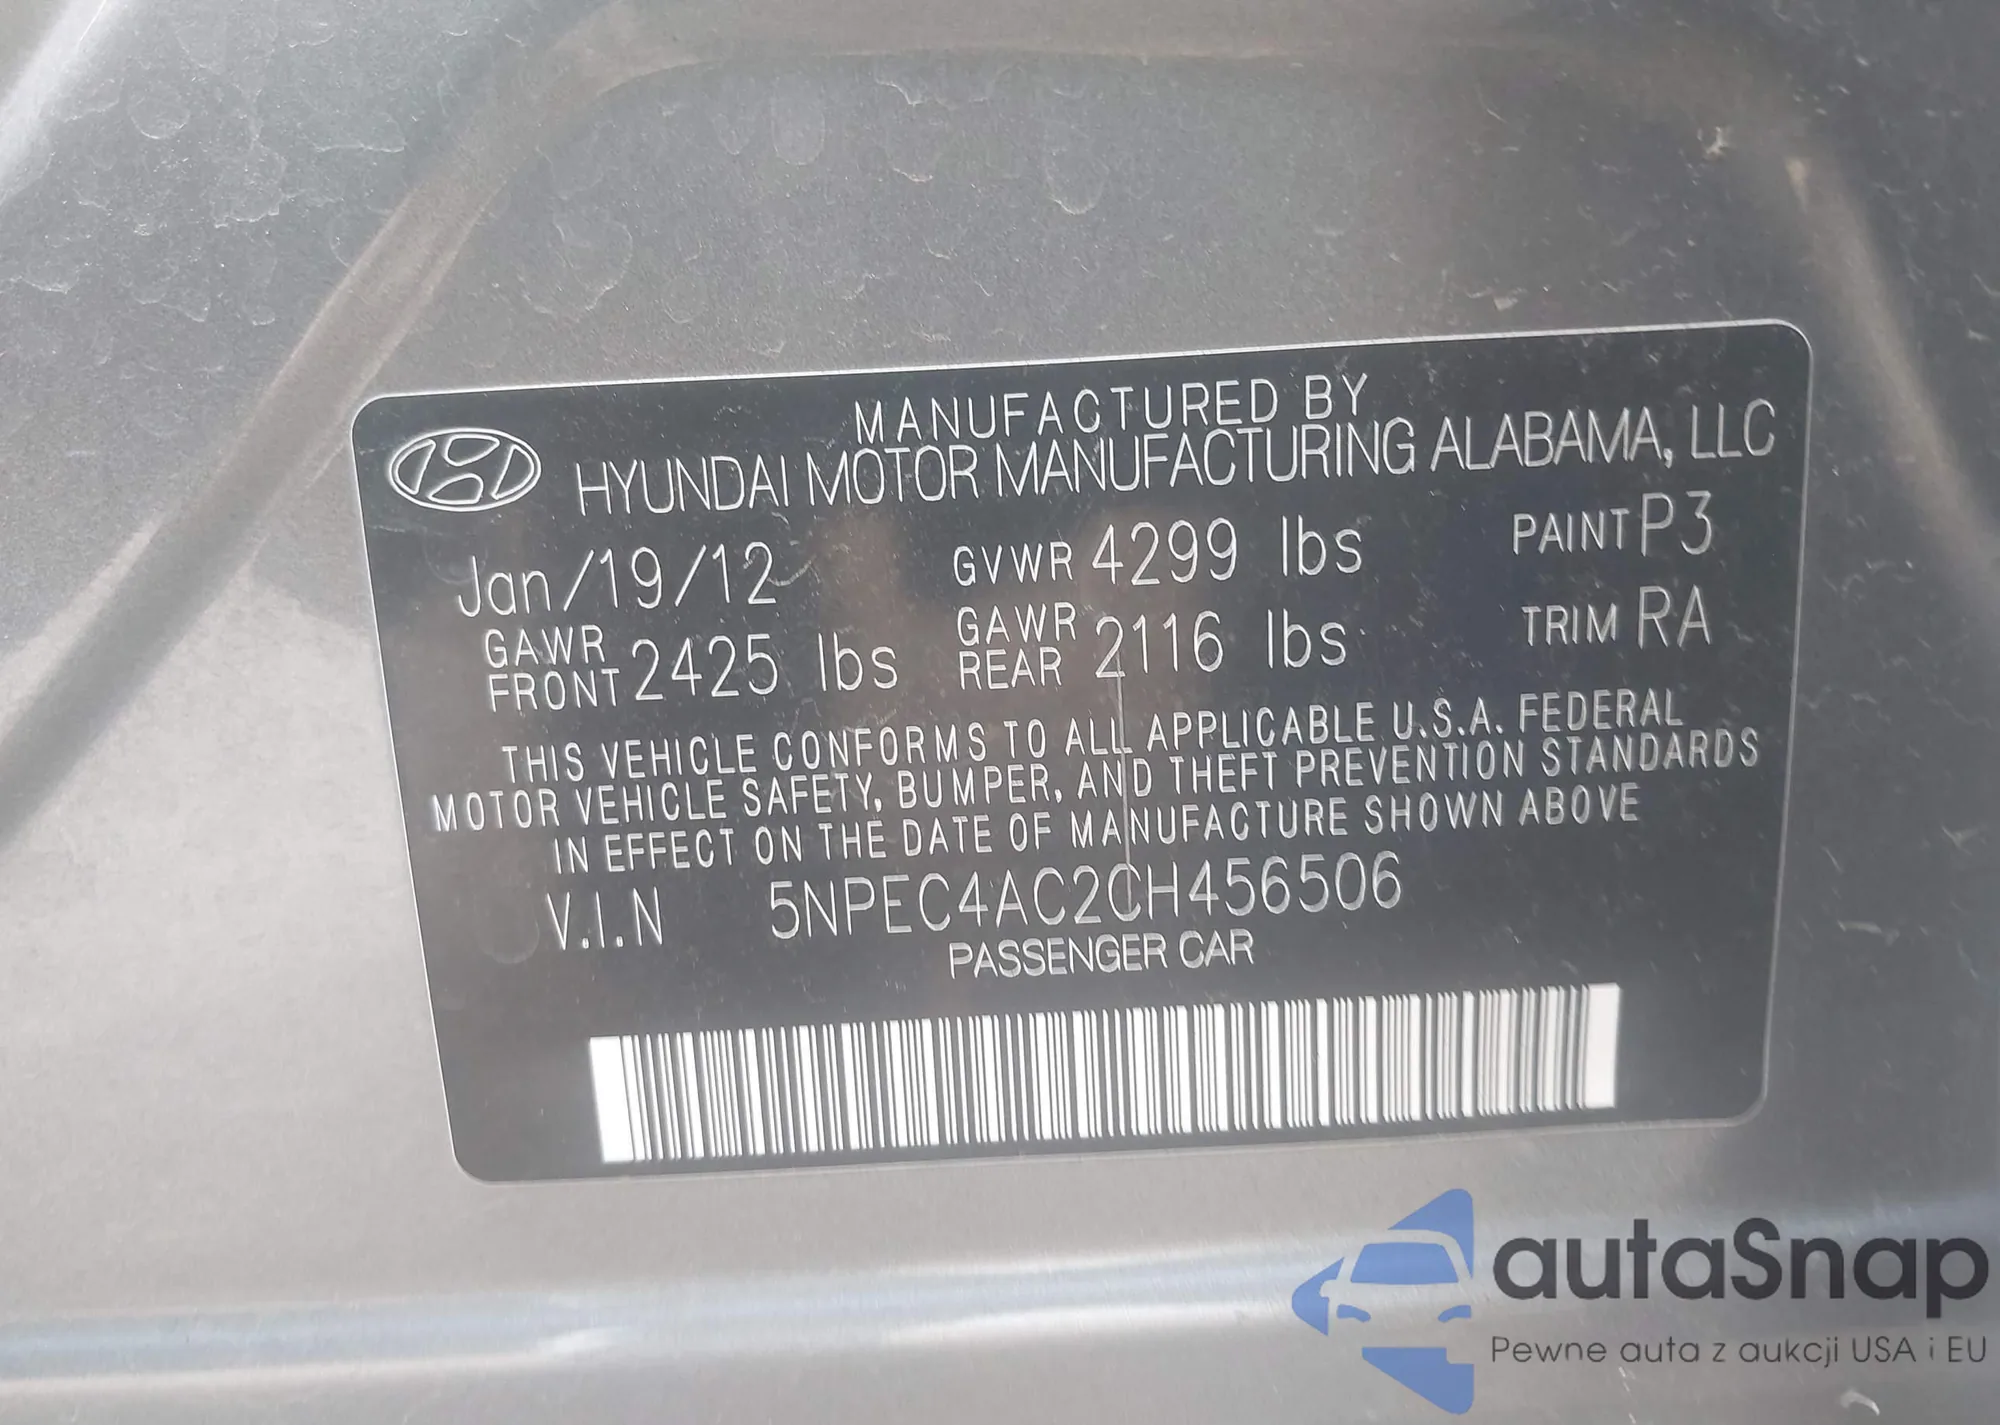 MANUFACTURED BY
HYUNDAI MOTOR MANUFACTURING ALABAMA, LLC
Jan/19/12 GVWR 4299 lbs PAINT P3
GAWR FRONT 2425 lbs GAWR REAR 2116 lbs TRIM RA
THIS VEHICLE CONFORMS TO ALL APPLICABLE U.S.A. FEDERAL
MOTOR VEHICLE SAFETY, BUMPER, AND THEFT PREVENTION STANDARDS
IN EFFECT ON THE DATE OF MANUFACTURE SHOWN ABOVE
V.I.N 5NPEC4AC2CH456506
PASSENGER CAR
autaSnap
Pewne auta z aukcji USA i EU